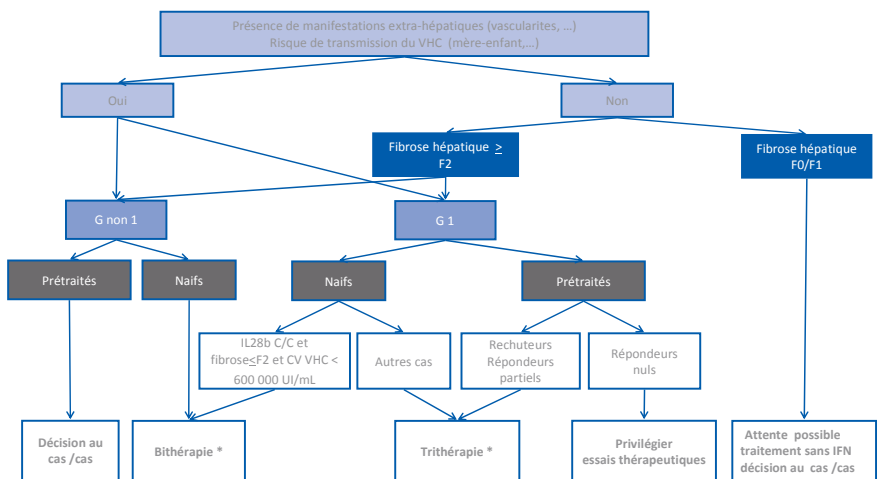 Présence de manifestations extra-hépatiques (vascularites, ...)
Risque de transmission du VHC (mère-enfant,...)
Oui
Non
Fibrose hépatique ≥
F2
Fibrose hépatique
F0/F1
G non 1
G 1
Prétraités
Naifs
Naifs
Prétraités
IL28b C/C et
fibrose≤F2 et CV VHC <
600 000 UI/mL
Autres cas
Rechuteurs
Répondeurs
partiels
Répondeurs
nuls
Décision au
cas /cas
Bithérapie *
Trithérapie *
Privilégier
essais thérapeutiques
Attente possible
traitement sans IFN
décision au cas /cas